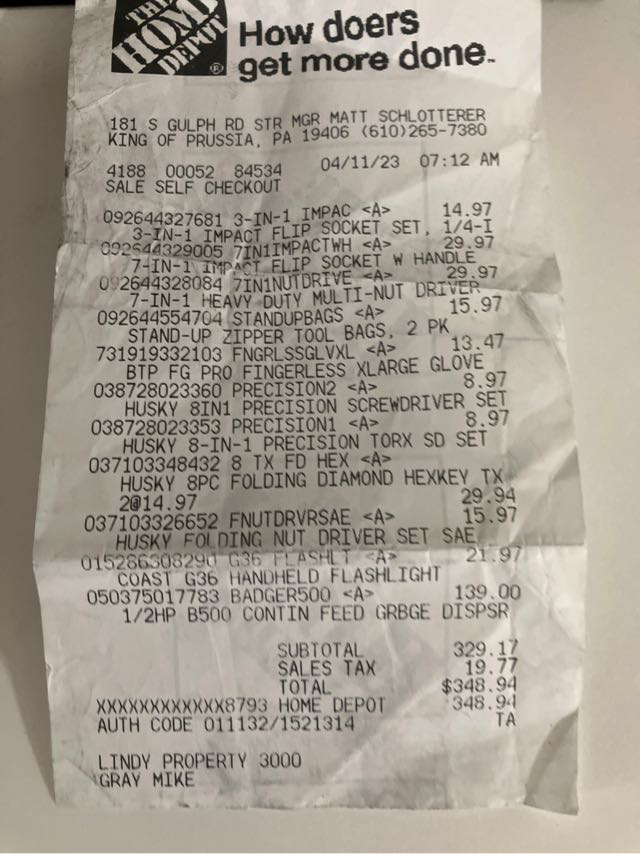 THE
HOME
DEPOT
®
How doers
get more done™
181 S GULPH RD STR MGR MATT SCHLOTTERER
KING OF PRUSSIA, PA 19406 (610)265-7380
4188 00052 84534 04/11/23 07:12 AM
SALE SELF CHECKOUT
092644327681 3-IN-1 IMPAC <A> 14.97
3-IN-1 IMPACT FLIP SOCKET SET, 1/4-I
092644329005 7IN1IMPACTWH <A> 29.97
7-IN-1 IMPACT FLIP SOCKET W HANDLE
092644328084 7IN1NUTDRIVE <A> 29.97
7-IN-1 HEAVY DUTY MULTI-NUT DRIVER
092644554704 STANDUPBAGS <A> 15.97
STAND-UP ZIPPER TOOL BAGS, 2 PK
731919332103 FNGRLSSGLVXL <A> 13.47
BTP FG PRO FINGERLESS XLARGE GLOVE
038728023360 PRECISION2 <A> 8.97
HUSKY 8IN1 PRECISION SCREWDRIVER SET
038728023353 PRECISION1 <A> 8.97
HUSKY 8-IN-1 PRECISION TORX SD SET
037103348432 8 TX FD HEX <A>
HUSKY 8PC FOLDING DIAMOND HEXKEY TX
2@14.97 29.94
037103326652 FNUTDRVRSAE <A> 15.97
HUSKY FOLDING NUT DRIVER SET SAE
015286308290 G36 FLASHLT <A> 21.97
COAST G36 HANDHELD FLASHLIGHT
050375017783 BADGER500 <A> 139.00
1/2HP B500 CONTIN FEED GRBGE DISPSR
SUBTOTAL 329.17
SALES TAX 19.77
TOTAL $348.94
XXXXXXXXXXXX8793 HOME DEPOT 348.94
AUTH CODE 011132/1521314 TA
LINDY PROPERTY 3000
GRAY MIKE